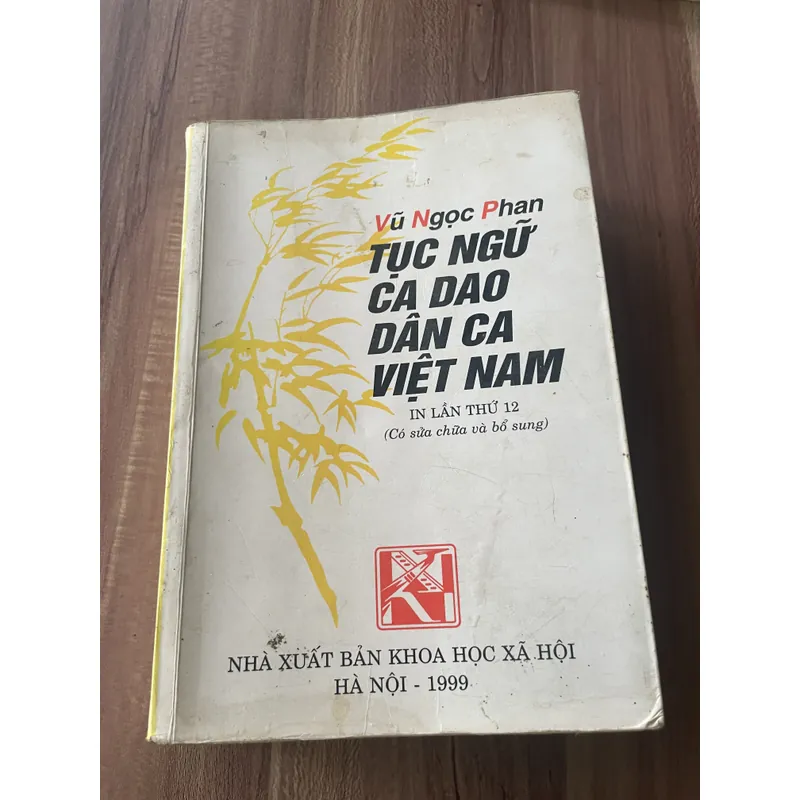 Vũ Ngọc Phan
TỤC NGỮ
CA DAO
DÂN CA
VIỆT NAM
IN LẦN THỨ 12
(Có sửa chữa và bổ sung)
NHÀ XUẤT BẢN KHOA HỌC XÃ HỘI
HÀ NỘI - 1999